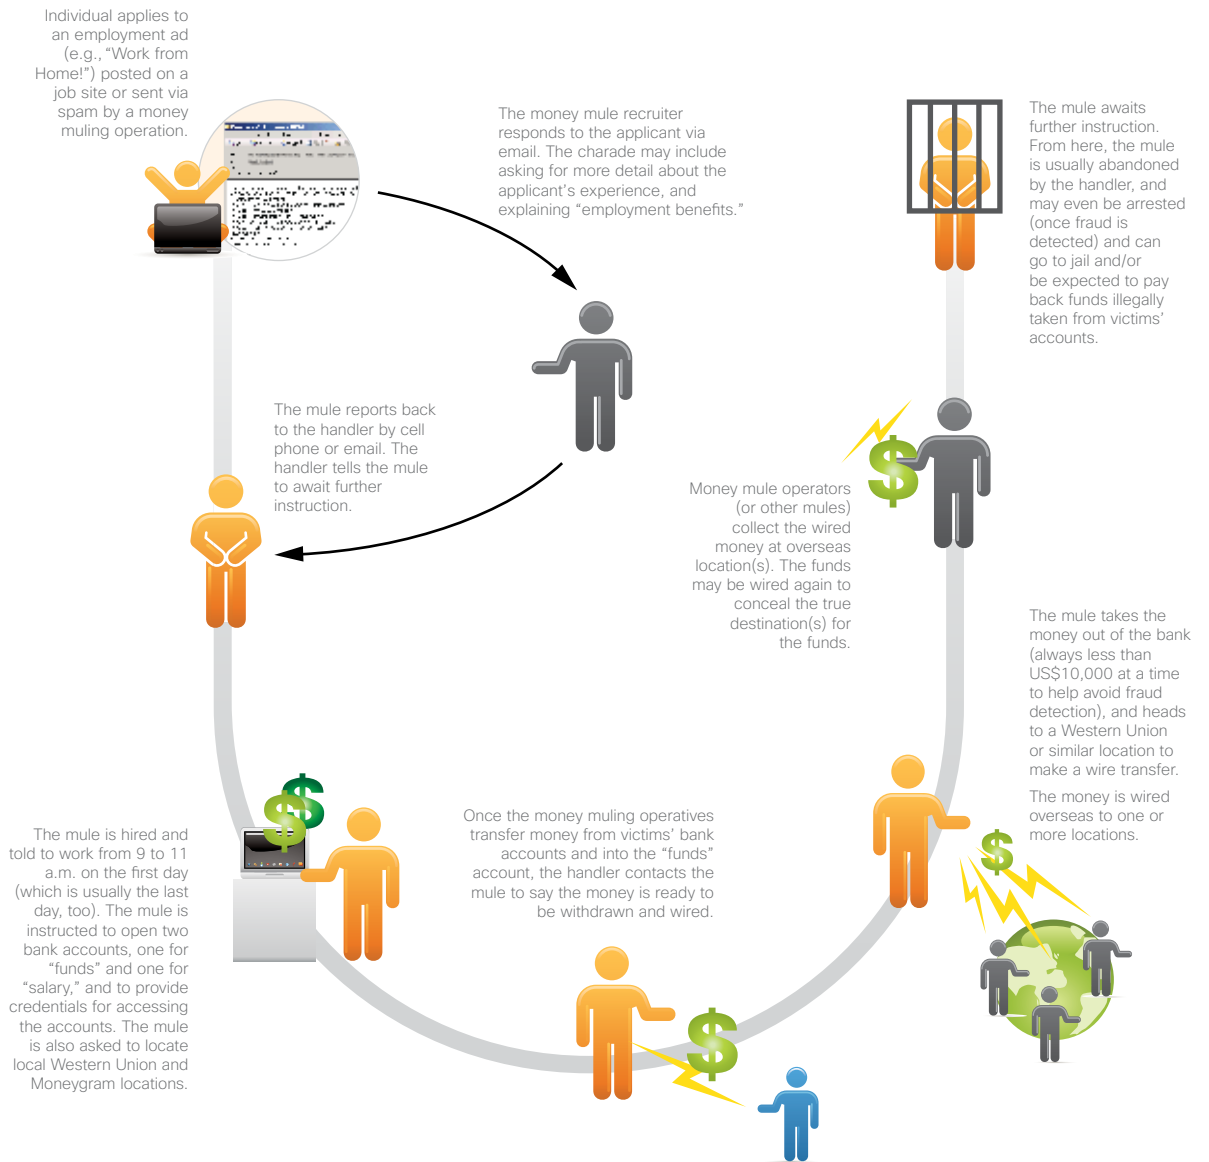 Individual applies to
an employment ad
(e.g., “Work from
Home!”) posted on a
job site or sent via
spam by a money
muling operation.
The money mule recruiter
responds to the applicant via
email. The charade may include
asking for more detail about the
applicant’s experience, and
explaining “employment benefits.”
The mule reports back
to the handler by cell
phone or email. The
handler tells the mule
to await further
instruction.
The mule is hired and
told to work from 9 to 11
a.m. on the first day
(which is usually the last
day, too). The mule is
instructed to open two
bank accounts, one for
“funds” and one for
“salary,” and to provide
credentials for accessing
the accounts. The mule
is also asked to locate
local Western Union and
Moneygram locations.
Once the money muling operatives
transfer money from victims’ bank
accounts and into the “funds”
account, the handler contacts the
mule to say the money is ready to
be withdrawn and wired.
The mule takes the
money out of the bank
(always less than
US$10,000 at a time
to help avoid fraud
detection), and heads
to a Western Union
or similar location to
make a wire transfer.
The money is wired
overseas to one or
more locations.
Money mule operators
(or other mules)
collect the wired
money at overseas
location(s). The funds
may be wired again to
conceal the true
destination(s) for
the funds.
The mule awaits
further instruction.
From here, the mule
is usually abandoned
by the handler, and
may even be arrested
(once fraud is
detected) and can
go to jail and/or
be expected to pay
back funds illegally
taken from victims’
accounts.
$
$
$
$
$